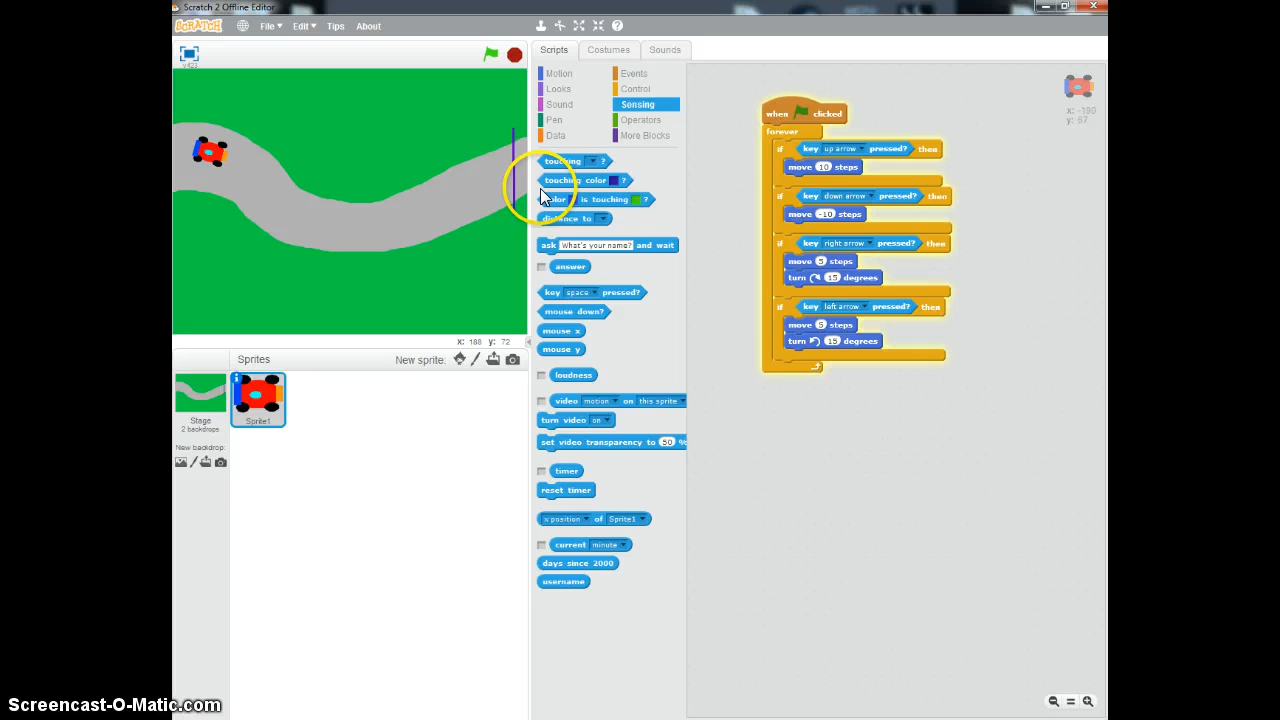 Scratch 2 Offline Editor
SCRATCH File Edit Tips About
v423
Scripts Costumes Sounds
Motion Events
Looks Control
Sound Sensing
Pen Operators
Data More Blocks
touching ?
touching color ?
color is touching ?
distance to
ask What's your name? and wait
answer
key space pressed?
mouse down?
mouse x
mouse y
loudness
video motion on this sprite
turn video on
set video transparency to 50 %
timer
reset timer
x position of Sprite1
current minute
days since 2000
username
x: 188 y: 72
Sprites New sprite:
Stage
2 backdrops
New backdrop:
Sprite1
when clicked
forever
if key up arrow pressed? then
move 10 steps
if key down arrow pressed? then
move -10 steps
if key right arrow pressed? then
move 5 steps
turn 15 degrees
if key left arrow pressed? then
move 5 steps
turn 15 degrees
x: -190
y: 67
Screencast-O-Matic.com